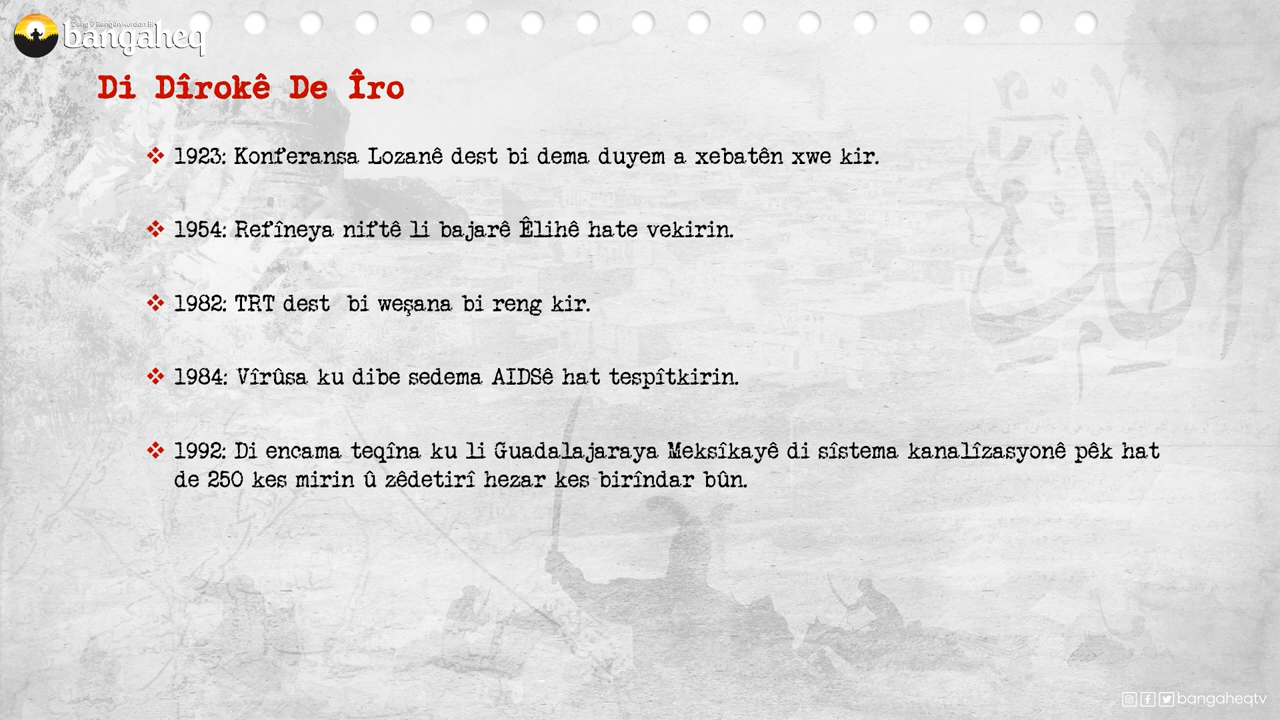 bangaheq
Di Dîrokê De Îro
1923: Konferansa Lozanê dest bi dema duyem a xebatên xwe kir.
1954: Refîneya niftê li bajarê Êlihê hate vekirin.
1982: TRT dest bi weşana bi reng kir.
1984: Vîrûsa ku dibe sedema AIDSê hat tespîtkirin.
1992: Di encama teqîna ku li Guadalajaraya Meksîkayê di sîstema kanalîzasyonê pêk hat
de 250 kes mirin û zêdetirî hezar kes birîndar bûn.
bangaheqtv